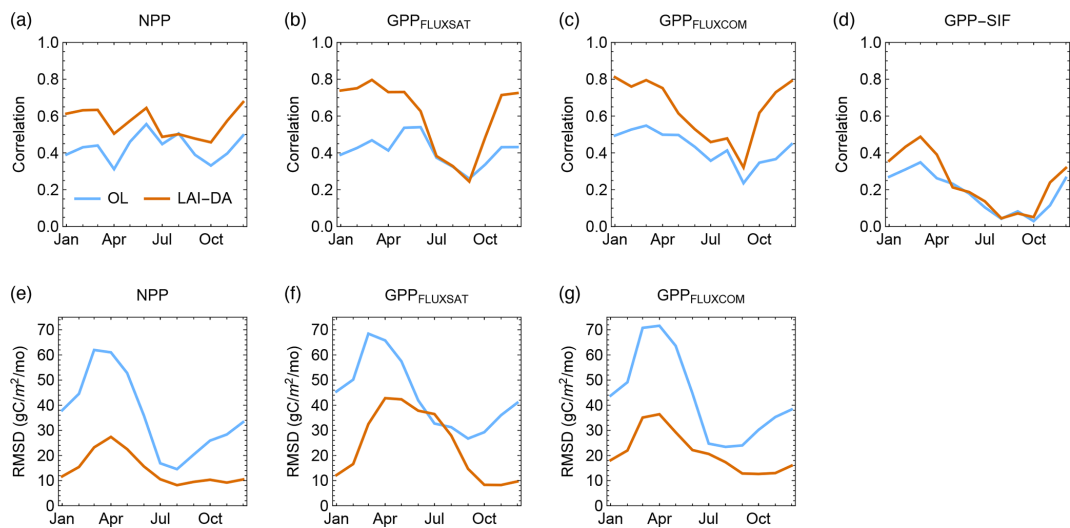 (a) NPP
1.0
0.8
0.6
0.4
0.2
0.0
Correlation
OL LAI−DA
Jan Apr Jul Oct
(b) GPP_FLUXSAT
1.0
0.8
0.6
0.4
0.2
0.0
Correlation
Jan Apr Jul Oct
(c) GPP_FLUXCOM
1.0
0.8
0.6
0.4
0.2
0.0
Correlation
Jan Apr Jul Oct
(d) GPP−SIF
1.0
0.8
0.6
0.4
0.2
0.0
Correlation
Jan Apr Jul Oct
(e) NPP
70
60
50
40
30
20
10
0
RMSD (gC/m²/mo)
Jan Apr Jul Oct
(f) GPP_FLUXSAT
70
60
50
40
30
20
10
0
RMSD (gC/m²/mo)
Jan Apr Jul Oct
(g) GPP_FLUXCOM
70
60
50
40
30
20
10
0
RMSD (gC/m²/mo)
Jan Apr Jul Oct